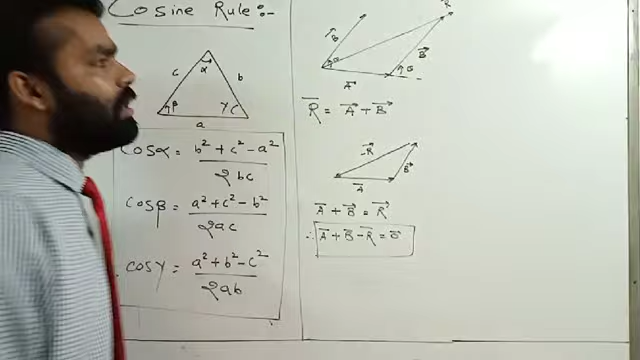 Cosine Rule :-
c
α
b
β
γ
C
a
Cosα = b² + c² - a² / 2bc
Cosβ = a² + c² - b² / 2ac
Cosγ = a² + b² - c² / 2ab
R
B
B
θ
θ
A
R = A + B
-R
B
A
A + B = R
∴ A + B - R = 0